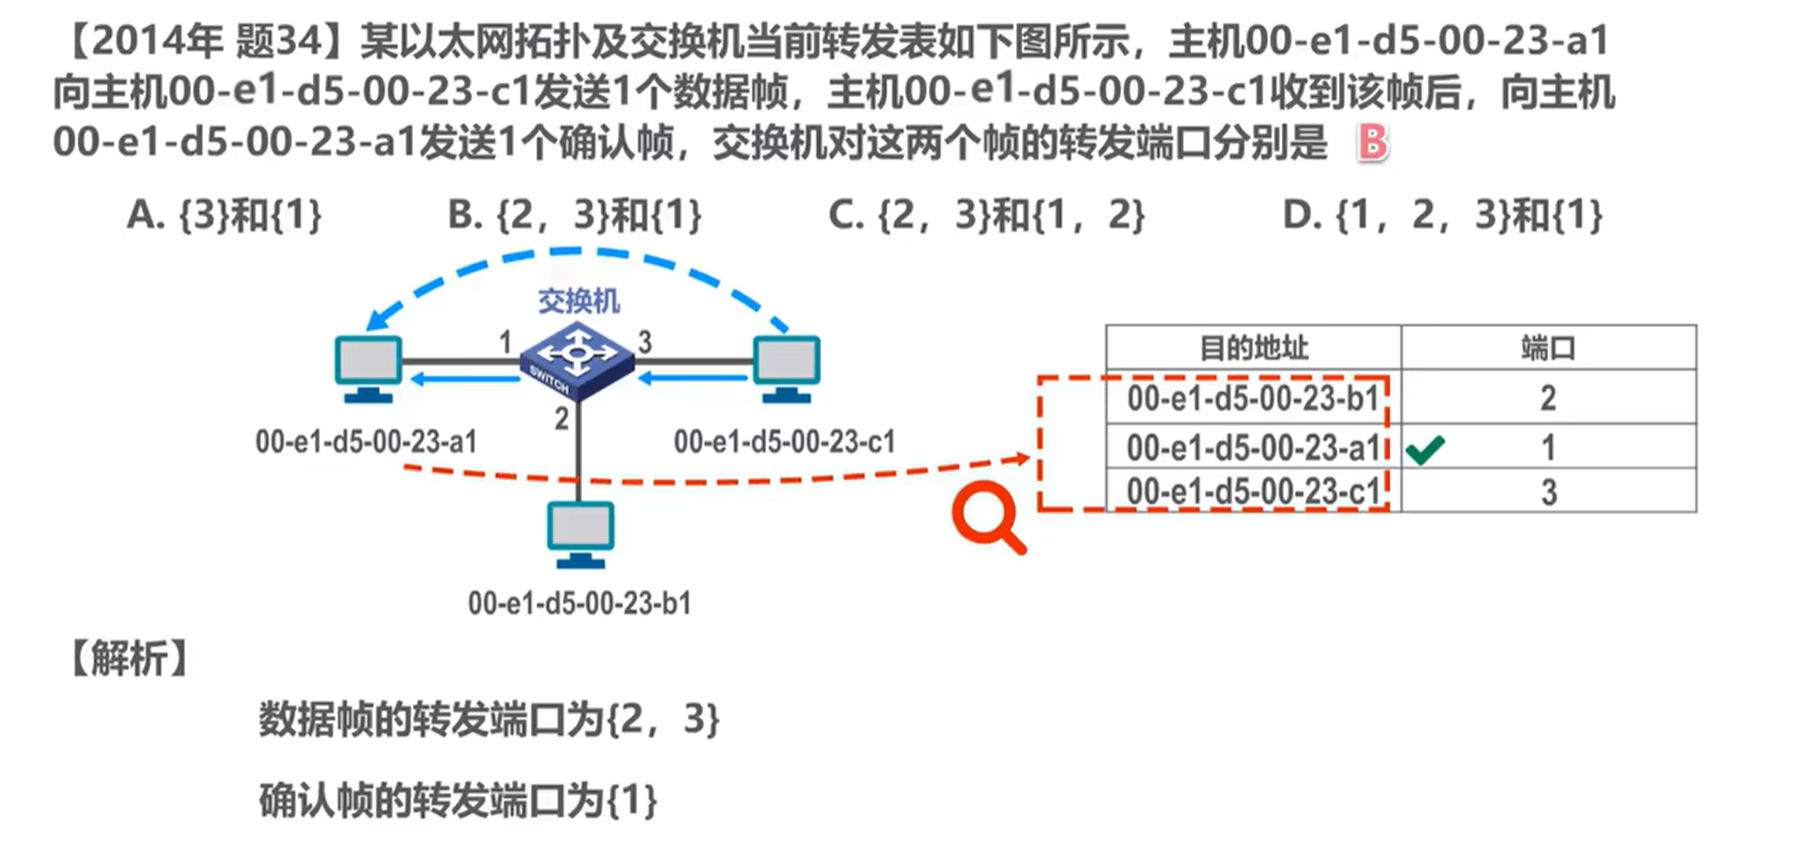 【2014年 题34】某以太网拓扑及交换机当前转发表如下图所示，主机00-e1-d5-00-23-a1
向主机00-e1-d5-00-23-c1发送1个数据帧，主机00-e1-d5-00-23-c1收到该帧后，向主机
00-e1-d5-00-23-a1发送1个确认帧，交换机对这两个帧的转发端口分别是 B
A. {3}和{1} B. {2，3}和{1} C. {2，3}和{1，2} D. {1，2，3}和{1}
交换机
1
3
SWITCH
2
00-e1-d5-00-23-a1
00-e1-d5-00-23-c1
00-e1-d5-00-23-b1
目的地址 端口
00-e1-d5-00-23-b1 2
00-e1-d5-00-23-a1 1
00-e1-d5-00-23-c1 3
【解析】
数据帧的转发端口为{2，3}
确认帧的转发端口为{1}